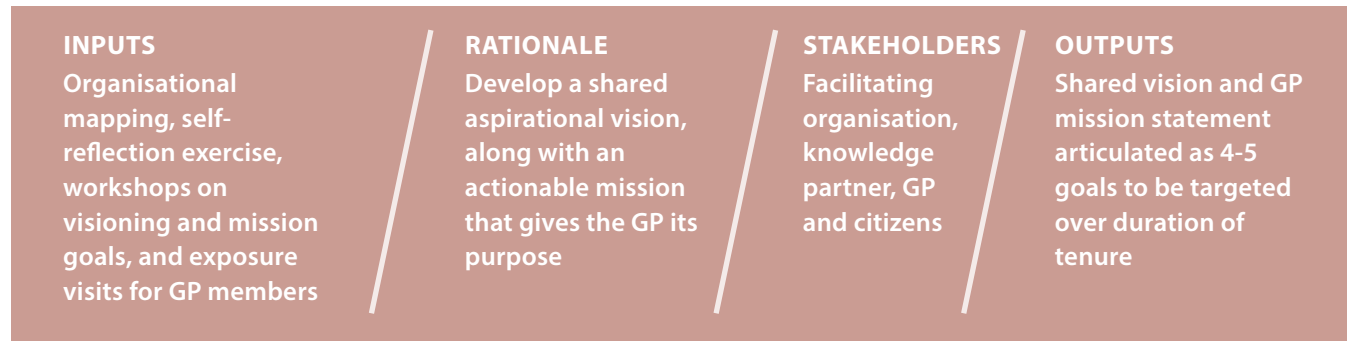 INPUTS
Organisational
mapping, self-
reflection exercise,
workshops on
visioning and mission
goals, and exposure
visits for GP members
RATIONALE
Develop a shared
aspirational vision,
along with an
actionable mission
that gives the GP its
purpose
STAKEHOLDERS
Facilitating
organisation,
knowledge
partner, GP
and citizens
OUTPUTS
Shared vision and GP
mission statement
articulated as 4-5
goals to be targeted
over duration of
tenure